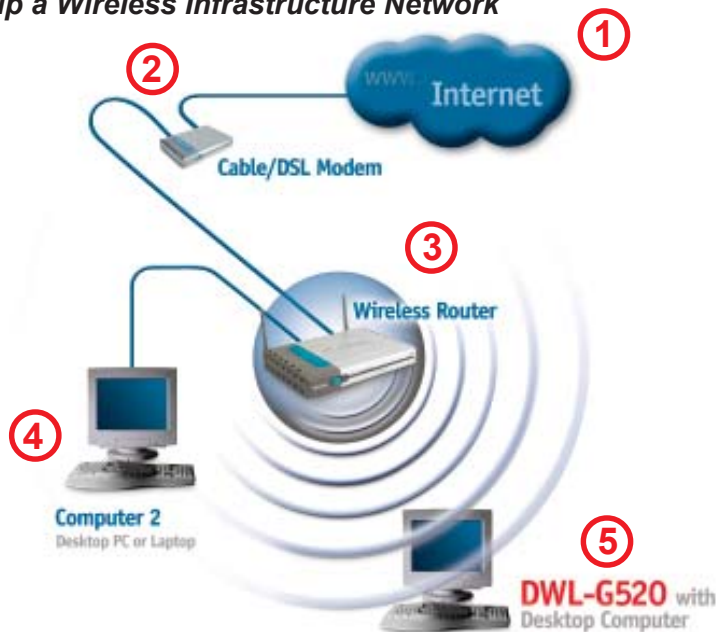 up a Wireless Infrastructure Network
1
2
www.
Internet
Cable/DSL Modem
3
Wireless Router
4
Computer 2
Desktop PC or Laptop
5
DWL-G520 with
Desktop Computer